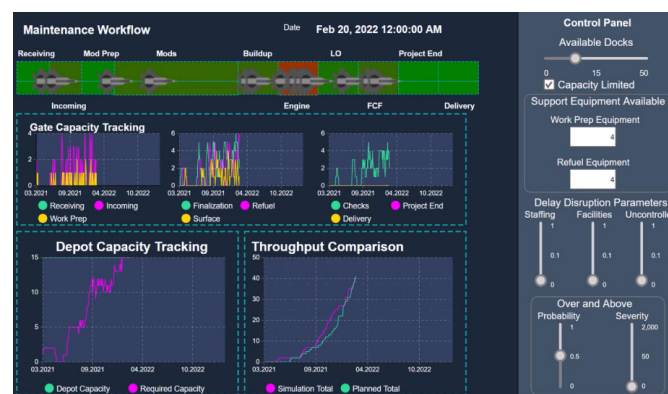 Maintenance Workflow
Date Feb 20, 2022 12:00:00 AM
Receiving Mod Prep Mods Buildup LO Project End
Incoming Engine FCF Delivery
Gate Capacity Tracking
4
2
0
03.2021 09.2021 04.2022 10.2022
Receiving Incoming
Work Prep
6
4
2
0
03.2021 09.2021 04.2022 10.2022
Finalization Refuel
Surface
6
4
2
0
03.2021 09.2021 04.2022 10.2022
Checks Project End
Delivery
Depot Capacity Tracking
15
10
5
0
03.2021 09.2021 04.2022 10.2022
Depot Capacity Required Capacity
Throughput Comparison
50
40
30
20
10
0
03.2021 09.2021 04.2022 10.2022
Simulation Total Planned Total
Control Panel
Available Docks
0 15 50
Capacity Limited
Support Equipment Available
Work Prep Equipment
4
Refuel Equipment
4
Delay Disruption Parameters
Staffing Facilities Uncontrolle
1 1 1
0.1 0.1 0.1
0 0 0
Over and Above
Probability Severity
1 2,000
0.5 50
0 0